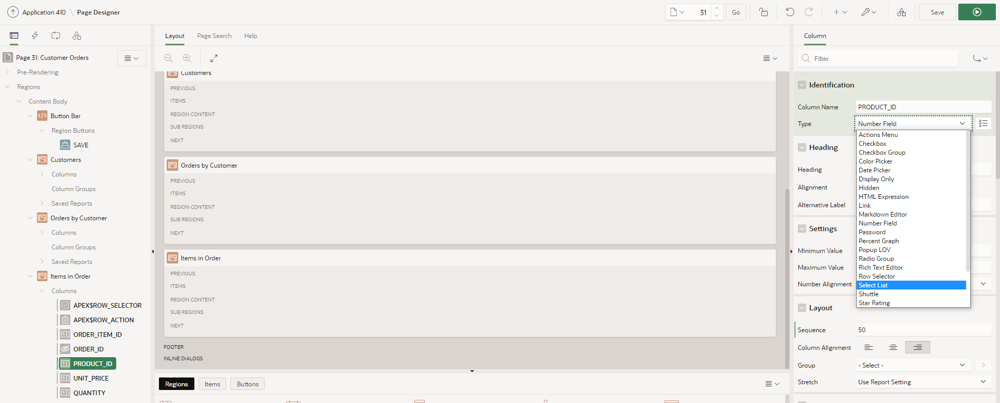 Application 410 \ Page Designer
31
Go
Save
Page 31: Customer Orders
Pre-Rendering
Regions
Content Body
Button Bar
Region Buttons
SAVE
Customers
Columns
Column Groups
Saved Reports
Orders by Customer
Columns
Column Groups
Saved Reports
Items in Order
Columns
APEX$ROW_SELECTOR
APEX$ROW_ACTION
ORDER_ITEM_ID
ORDER_ID
PRODUCT_ID
UNIT_PRICE
QUANTITY
Layout Page Search Help
Customers
PREVIOUS
ITEMS
REGION CONTENT
SUB REGIONS
NEXT
Orders by Customer
PREVIOUS
ITEMS
REGION CONTENT
SUB REGIONS
NEXT
Items in Order
PREVIOUS
ITEMS
REGION CONTENT
SUB REGIONS
NEXT
FOOTER
INLINE DIALOGS
Regions Items Buttons
Column
Filter
Identification
Column Name PRODUCT_ID
Type Number Field
Actions Menu
Checkbox
Checkbox Group
Color Picker
Date Picker
Display Only
Hidden
HTML Expression
Link
Markdown Editor
Number Field
Password
Percent Graph
Popup LOV
Radio Group
Rich Text Editor
Row Selector
Select List
Shuttle
Star Rating
Heading
Heading
Alignment
Alternative Label
Settings
Minimum Value
Maximum Value
Number Alignment
Layout
Sequence 50
Column Alignment
Group - Select -
Stretch Use Report Setting